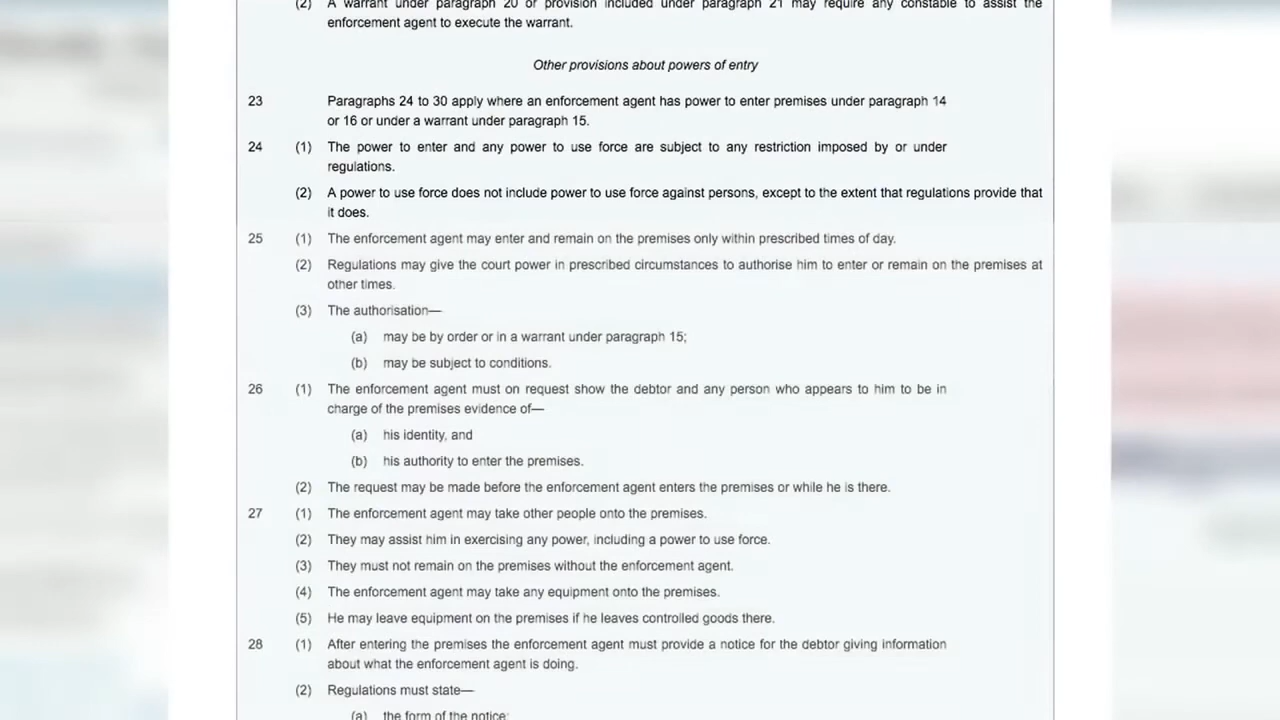 (2) A warrant under paragraph 20 or provision included under paragraph 21 may require any constable to assist the
enforcement agent to execute the warrant.
Other provisions about powers of entry
23 Paragraphs 24 to 30 apply where an enforcement agent has power to enter premises under paragraph 14
or 16 or under a warrant under paragraph 15.
24 (1) The power to enter and any power to use force are subject to any restriction imposed by or under
regulations.
(2) A power to use force does not include power to use force against persons, except to the extent that regulations provide that
it does.
25 (1) The enforcement agent may enter and remain on the premises only within prescribed times of day.
(2) Regulations may give the court power in prescribed circumstances to authorise him to enter or remain on the premises at
other times.
(3) The authorisation—
(a) may be by order or in a warrant under paragraph 15;
(b) may be subject to conditions.
26 (1) The enforcement agent must on request show the debtor and any person who appears to him to be in
charge of the premises evidence of—
(a) his identity, and
(b) his authority to enter the premises.
(2) The request may be made before the enforcement agent enters the premises or while he is there.
27 (1) The enforcement agent may take other people onto the premises.
(2) They may assist him in exercising any power, including a power to use force.
(3) They must not remain on the premises without the enforcement agent.
(4) The enforcement agent may take any equipment onto the premises.
(5) He may leave equipment on the premises if he leaves controlled goods there.
28 (1) After entering the premises the enforcement agent must provide a notice for the debtor giving information
about what the enforcement agent is doing.
(2) Regulations must state—
(a) the form of the notice;